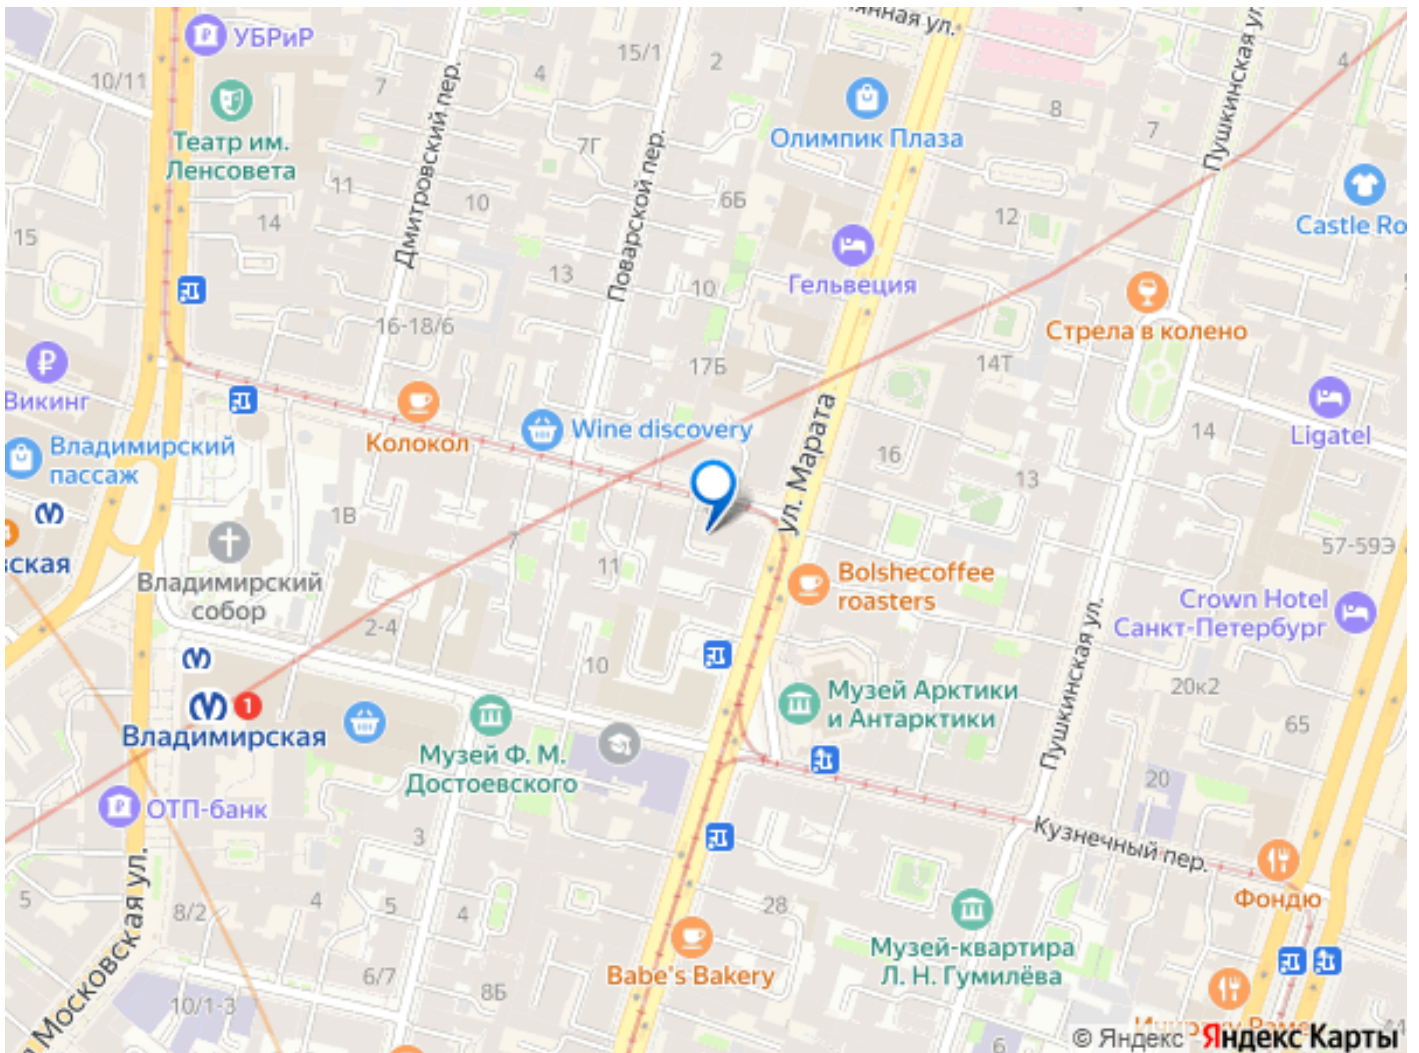 УБРиР
10/11
Театр им.
Ленсовета
7
4
15/1
2
Дмитровский пер.
Поварской пер.
7Г
11
10
14
15
13
6Б
10
16-18/6
17Б
Олимпик Плаза
Гельвеция
ул. Марата
8
7
4
12
Пушкинская ул.
Castle Ro
Стрела в колено
14Т
Ligatel
14
16
13
Викинг
Владимирский
пассаж
Колокол
Wine discovery
1В
7
11
ская
Владимирский
собор
2-4
10
Bolshecoffee
roasters
57-59Э
Crown Hotel
Санкт-Петербург
Пушкинская ул.
20к2
65
20
1
Владимирская
Музей Ф. М.
Достоевского
Музей Арктики
и Антарктики
ОТП-банк
3
Кузнечный пер.
Фондю
5
8/2
4
5
4
28
Московская ул.
6/7
8Б
10/1-3
Babe's Bakery
Музей-квартира
Л. Н. Гумилёва
6
© Яндекс
Яндекс Карты